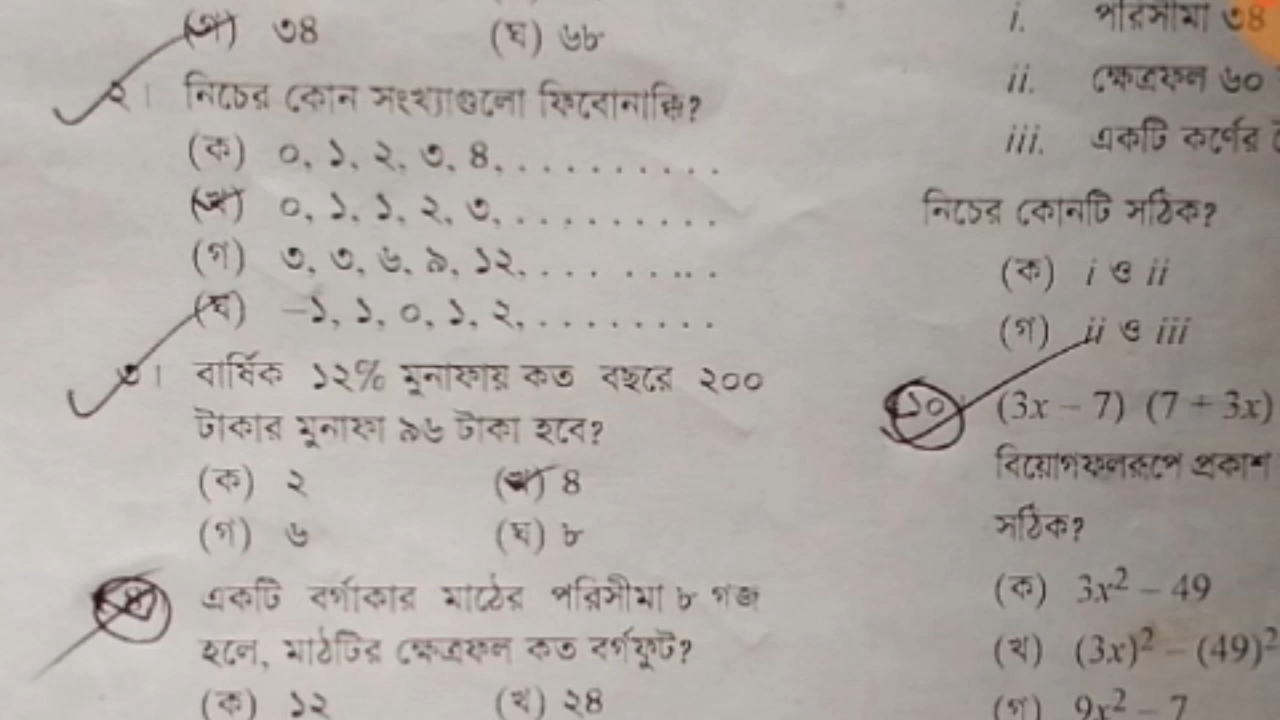 (গ) ৩৪ (ঘ) ৬৮
২। নিচের কোন সংখ্যাগুলো ফিবোনাক্কি?
(ক) ০, ১, ২, ৩, ৪, . . . . . . . . . .
(খ) ০, ১, ১, ২, ৩, . . . . . . . . . .
(গ) ৩, ৩, ৬, ৯, ১২, . . . . . . . . .
(ঘ) –১, ১, ০, ১, ২, . . . . . . . . .
৩। বার্ষিক ১২% মুনাফায় কত বছরে ২০০
টাকার মুনাফা ৯৬ টাকা হবে?
(ক) ২ (খ) ৪
(গ) ৬ (ঘ) ৮
৪ একটি বর্গাকার মাঠের পরিসীমা ৮ গজ
হলে, মাঠটির ক্ষেত্রফল কত বর্গফুট?
(ক) ১২ (খ) ২৪
i. পরিসীমা ৩৪
ii. ক্ষেত্রফল ৬০
iii. একটি কর্ণের
নিচের কোনটি সঠিক?
(ক) i ও ii
(গ) ii ও iii
১০ (3x – 7) (7 + 3x)
বিয়োগফলরূপে প্রকাশ
সঠিক?
(ক) 3x² – 49
(খ) (3x)² – (49)²
(গ) 9x² – 7